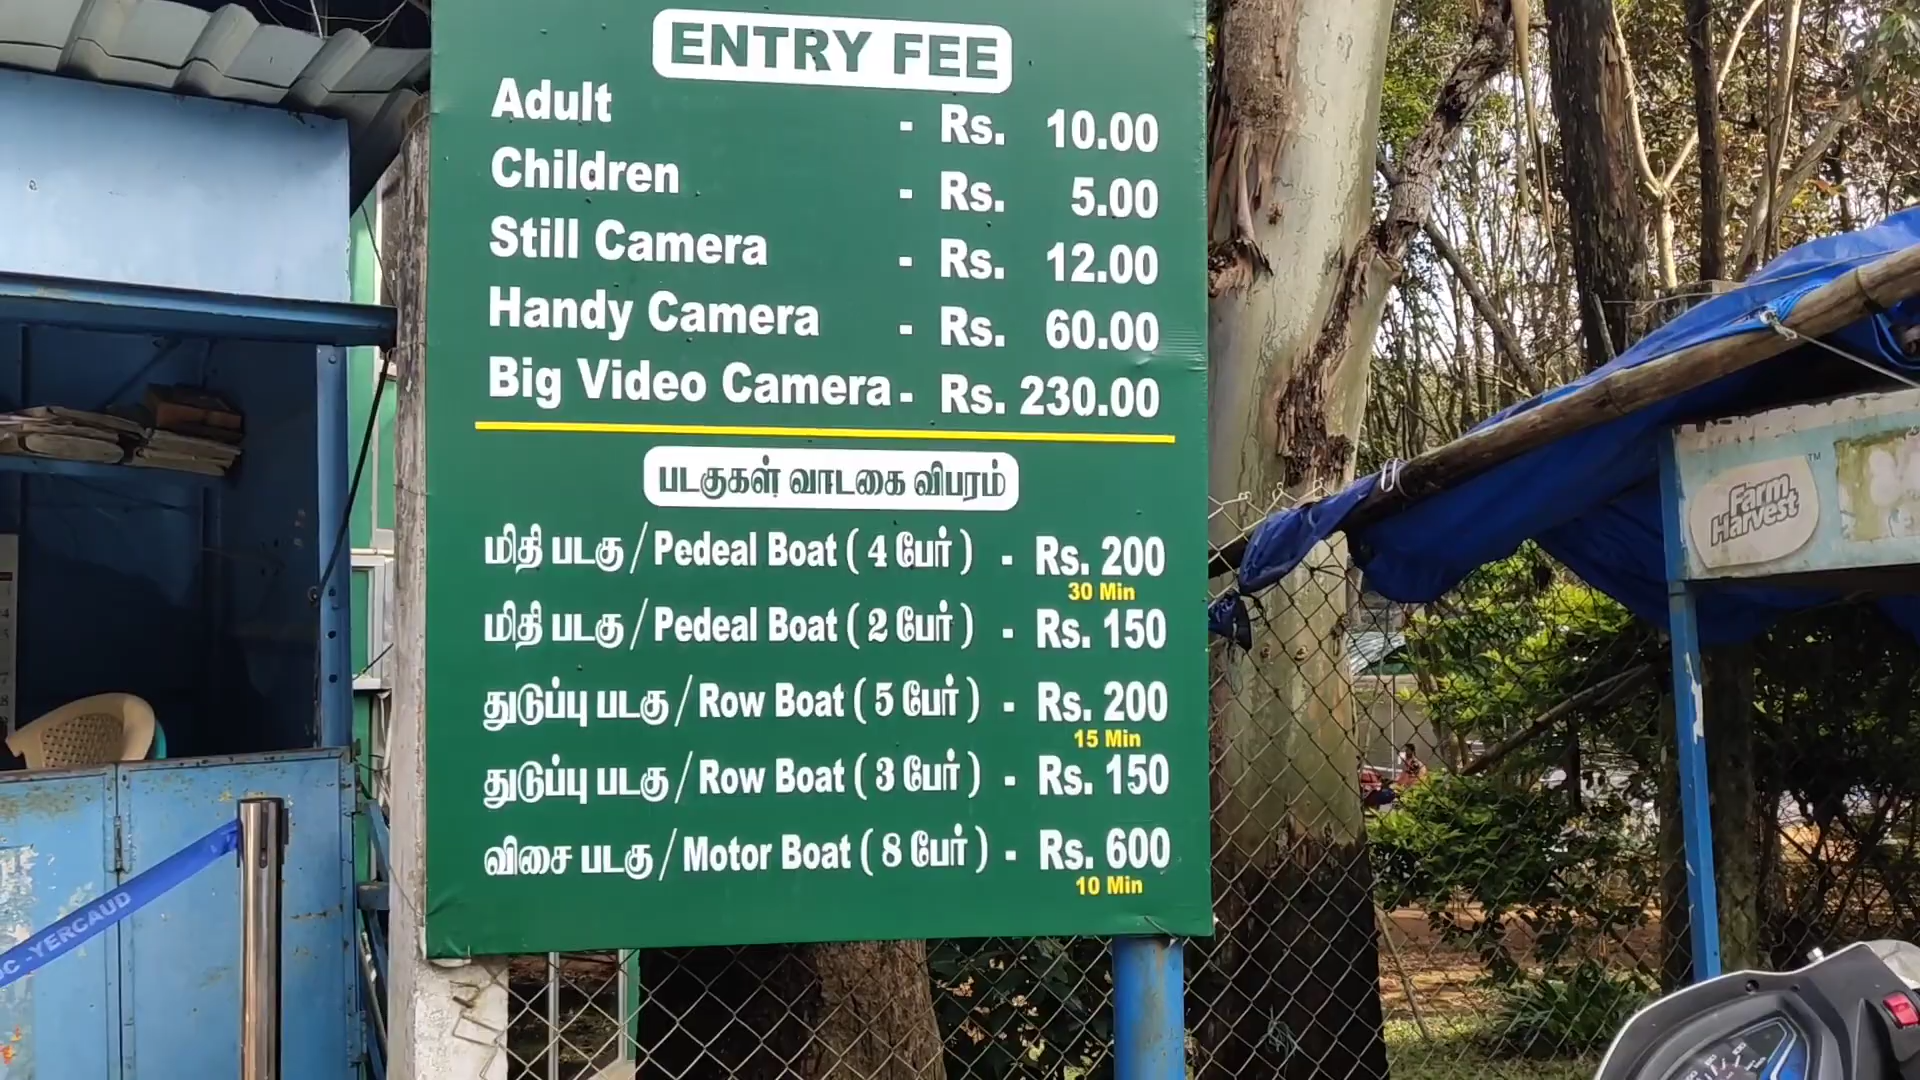 ENTRY FEE
Adult - Rs. 10.00
Children - Rs. 5.00
Still Camera - Rs. 12.00
Handy Camera - Rs. 60.00
Big Video Camera - Rs. 230.00
படகுகள் வாடகை விபரம்
மிதி படகு / Pedeal Boat ( 4 பேர் ) - Rs. 200
30 Min
மிதி படகு / Pedeal Boat ( 2 பேர் ) - Rs. 150
துடுப்பு படகு / Row Boat ( 5 பேர் ) - Rs. 200
15 Min
துடுப்பு படகு / Row Boat ( 3 பேர் ) - Rs. 150
விசை படகு / Motor Boat ( 8 பேர் ) - Rs. 600
10 Min
Farm
Harvest
TM
-YERCAUD